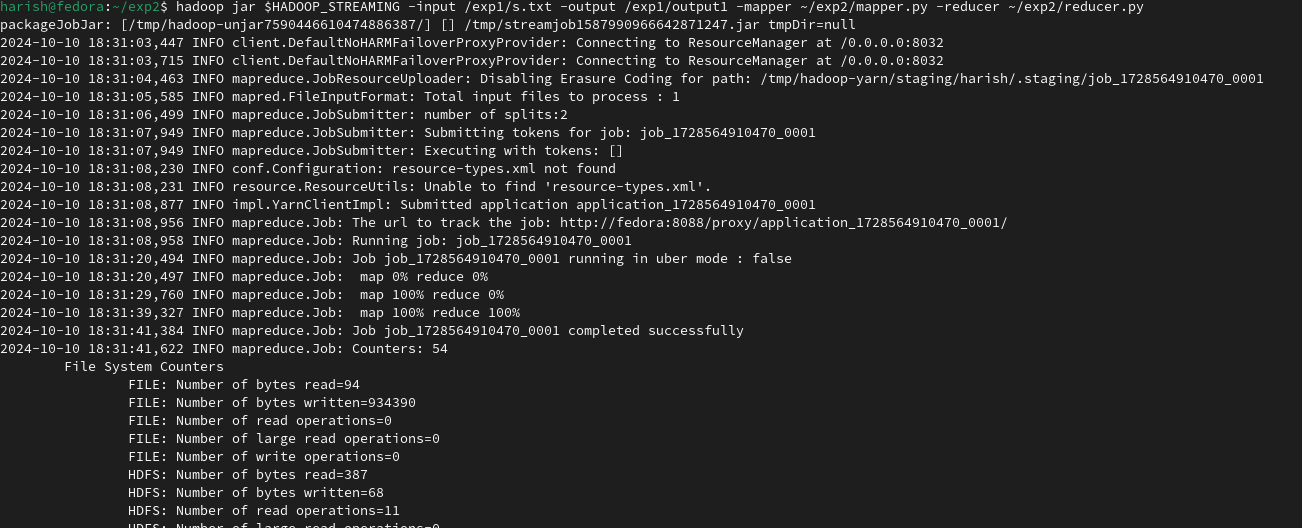 harish@fedora:~/exp2$ hadoop jar $HADOOP_STREAMING -input /exp1/s.txt -output /exp1/output1 -mapper ~/exp2/mapper.py -reducer ~/exp2/reducer.py
packageJobJar: [/tmp/hadoop-unjar7590446610474886387/] [] /tmp/streamjob1587990966642871247.jar tmpDir=null
2024-10-10 18:31:03,447 INFO client.DefaultNoHARMFailoverProxyProvider: Connecting to ResourceManager at /0.0.0.0:8032
2024-10-10 18:31:03,715 INFO client.DefaultNoHARMFailoverProxyProvider: Connecting to ResourceManager at /0.0.0.0:8032
2024-10-10 18:31:04,463 INFO mapreduce.JobResourceUploader: Disabling Erasure Coding for path: /tmp/hadoop-yarn/staging/harish/.staging/job_1728564910470_0001
2024-10-10 18:31:05,585 INFO mapred.FileInputFormat: Total input files to process : 1
2024-10-10 18:31:06,499 INFO mapreduce.JobSubmitter: number of splits:2
2024-10-10 18:31:07,949 INFO mapreduce.JobSubmitter: Submitting tokens for job: job_1728564910470_0001
2024-10-10 18:31:07,949 INFO mapreduce.JobSubmitter: Executing with tokens: []
2024-10-10 18:31:08,230 INFO conf.Configuration: resource-types.xml not found
2024-10-10 18:31:08,231 INFO resource.ResourceUtils: Unable to find 'resource-types.xml'.
2024-10-10 18:31:08,877 INFO impl.YarnClientImpl: Submitted application application_1728564910470_0001
2024-10-10 18:31:08,956 INFO mapreduce.Job: The url to track the job: http://fedora:8088/proxy/application_1728564910470_0001/
2024-10-10 18:31:08,958 INFO mapreduce.Job: Running job: job_1728564910470_0001
2024-10-10 18:31:20,494 INFO mapreduce.Job: Job job_1728564910470_0001 running in uber mode : false
2024-10-10 18:31:20,497 INFO mapreduce.Job:  map 0% reduce 0%
2024-10-10 18:31:29,760 INFO mapreduce.Job:  map 100% reduce 0%
2024-10-10 18:31:39,327 INFO mapreduce.Job:  map 100% reduce 100%
2024-10-10 18:31:41,384 INFO mapreduce.Job: Job job_1728564910470_0001 completed successfully
2024-10-10 18:31:41,622 INFO mapreduce.Job: Counters: 54
File System Counters
FILE: Number of bytes read=94
FILE: Number of bytes written=934390
FILE: Number of read operations=0
FILE: Number of large read operations=0
FILE: Number of write operations=0
HDFS: Number of bytes read=387
HDFS: Number of bytes written=68
HDFS: Number of read operations=11
HDFS: Number of large read operations=0